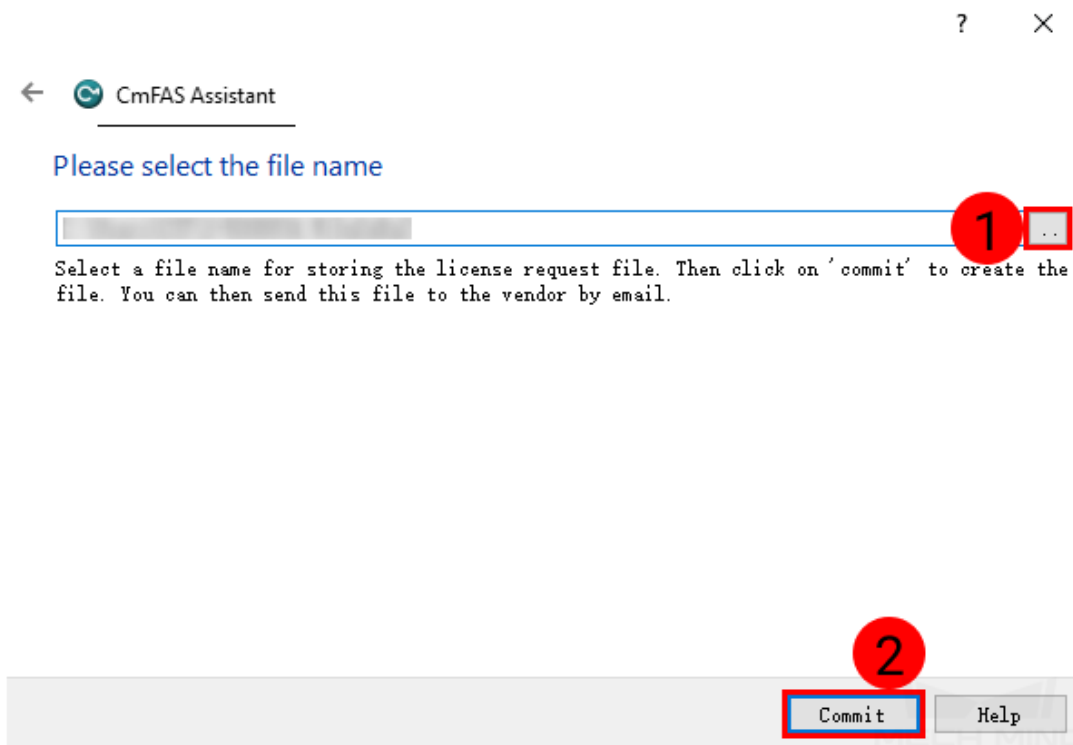 ?
CmFAS Assistant
Please select the file name
1
..
Select a file name for storing the license request file. Then click on 'commit' to create the
file. You can then send this file to the vendor by email.
2
Commit
Help